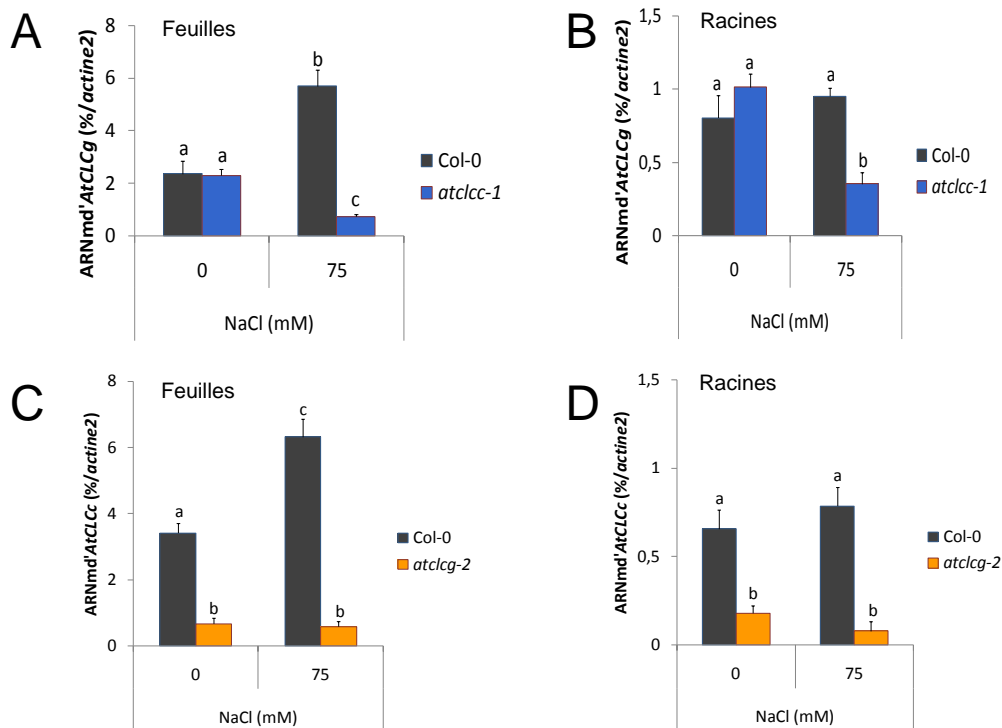 A
Feuilles
ARNmd'AtCLCg (%/actine2)
8
6
4
2
0
a
a
b
c
Col-0
atclcc-1
0
75
NaCl (mM)
B
Racines
ARNmd'AtCLCg (%/actine2)
1,5
1
0,5
0
a
a
a
b
Col-0
atclcc-1
0
75
NaCl (mM)
C
Feuilles
ARNmd'AtCLCc (%/actine2)
8
6
4
2
0
a
b
c
b
Col-0
atclcg-2
0
75
NaCl (mM)
D
Racines
ARNmd'AtCLCc (%/actine2)
1,5
1
0,5
0
a
b
a
b
Col-0
atclcg-2
0
75
NaCl (mM)